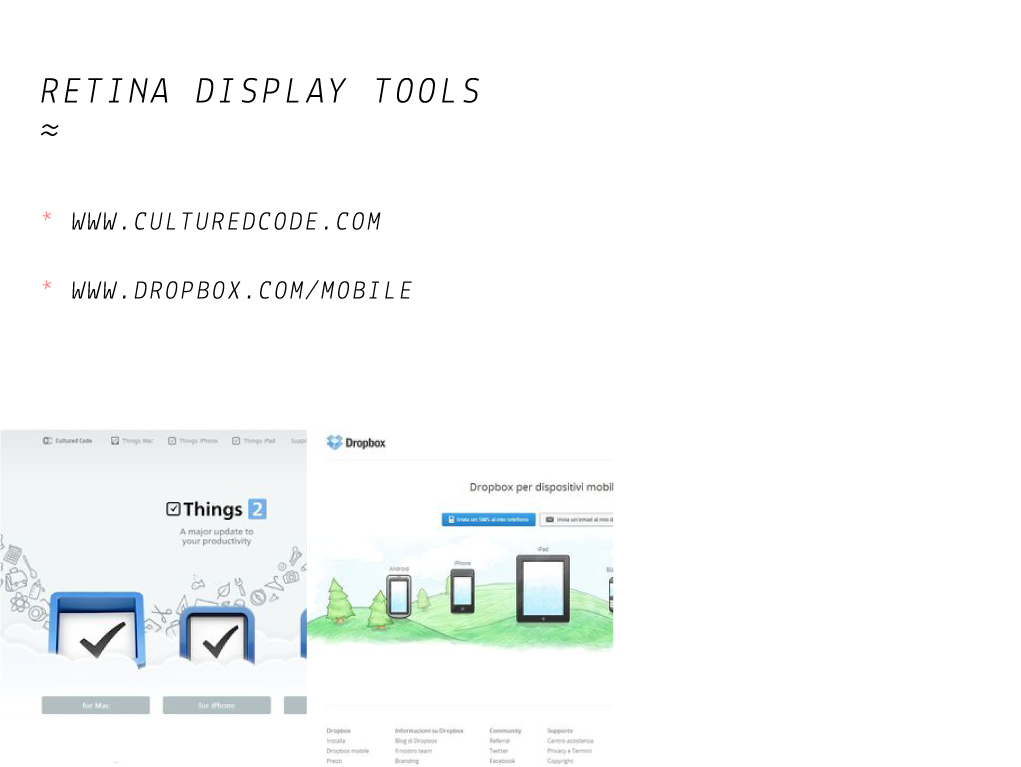 RETINA DISPLAY TOOLS
≈
* WWW.CULTUREDCODE.COM
* WWW.DROPBOX.COM/MOBILE
Cultured Code Things Mac Things iPhone Things iPad
Things 2
A major update to
your productivity
for Mac for iPhone
Dropbox
Dropbox per dispositivi mobil
Invia un SMS al mio telefono Invia un'email al mio d
Android iPhone iPad
Dropbox Informazioni su Dropbox Community Supporto
Installa Blog di Dropbox Referral Centro assistenza
Dropbox mobile Il nostro team Twitter Privacy e Termini
Prezzi Branding Facebook Copyright